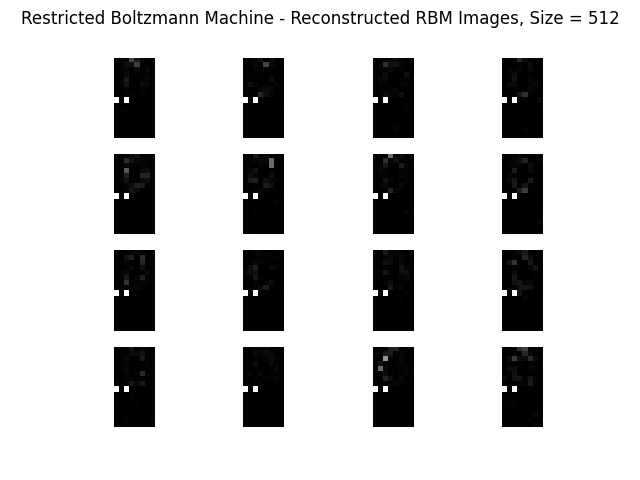 Restricted Boltzmann Machine - Reconstructed RBM Images, Size = 512